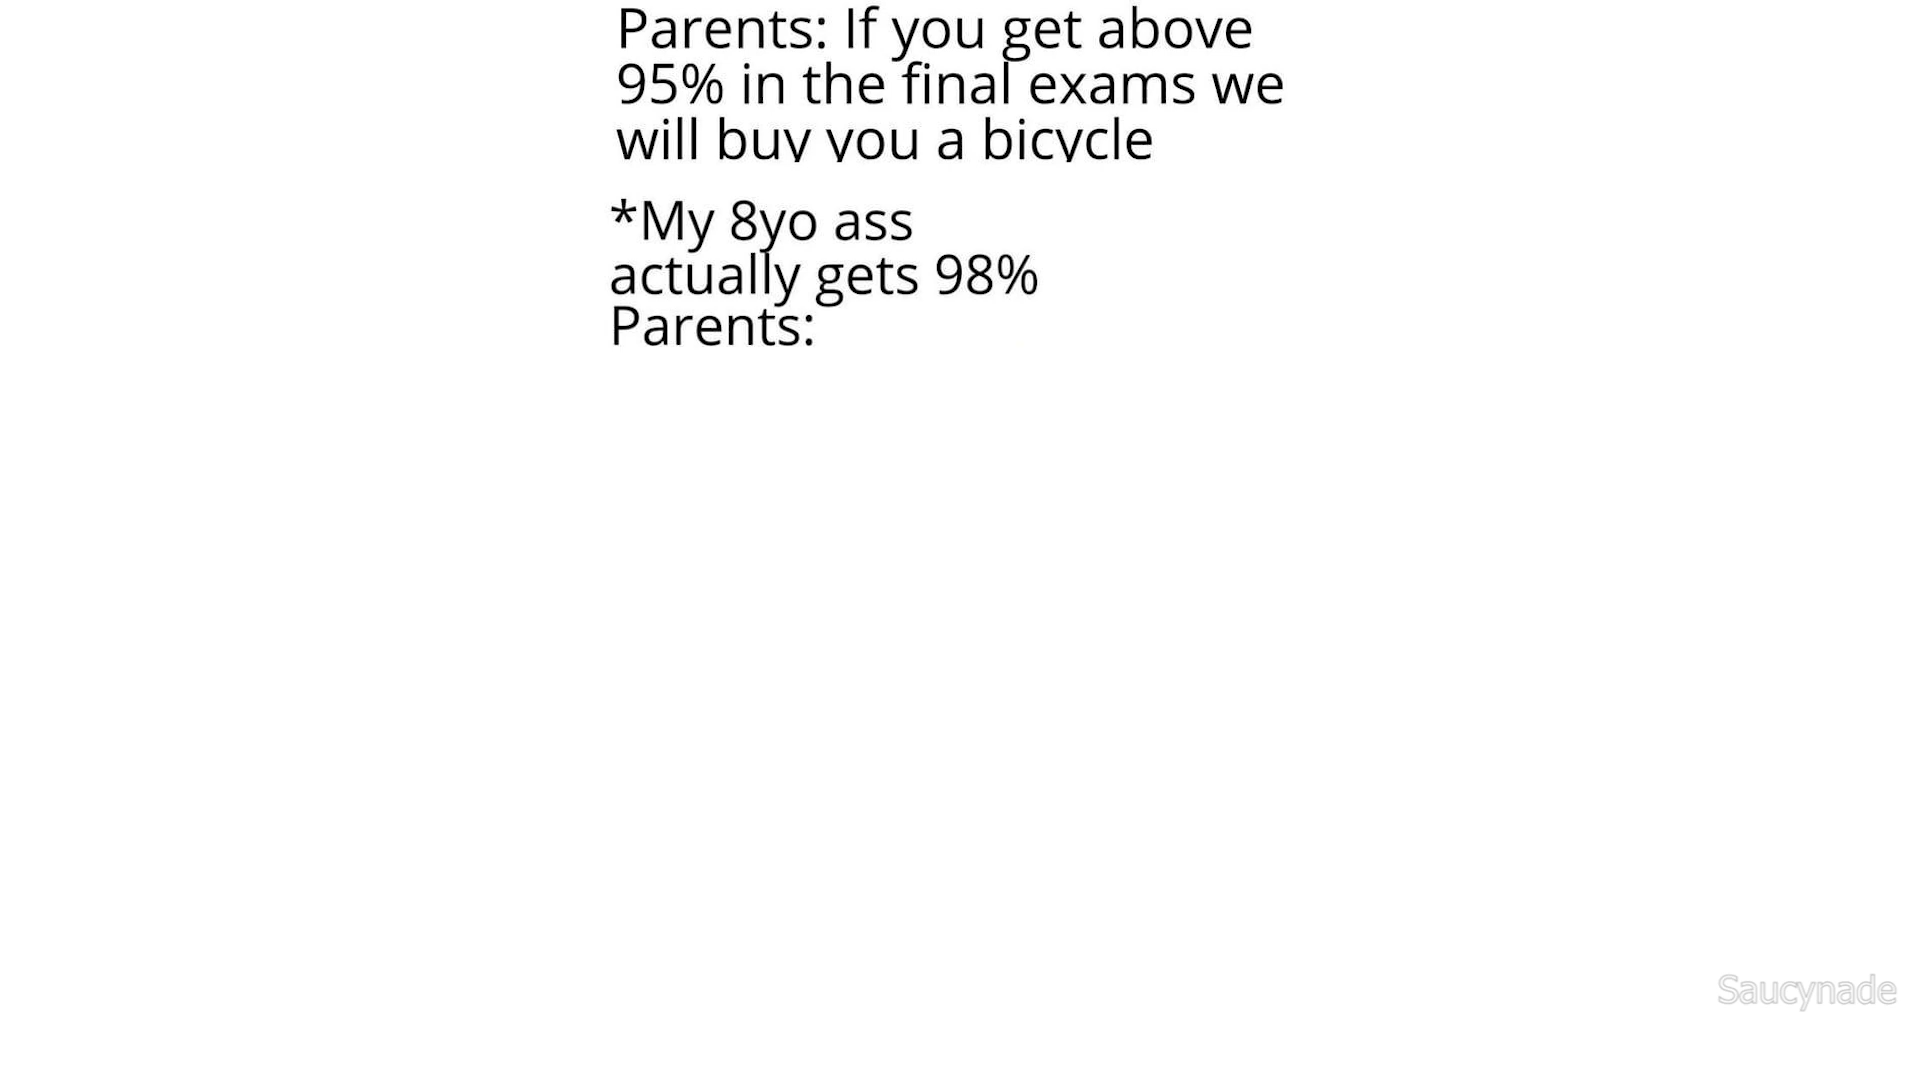 Parents: If you get above
95% in the final exams we
will buy you a bicycle
*My 8yo ass
actually gets 98%
Parents:
Saucynade